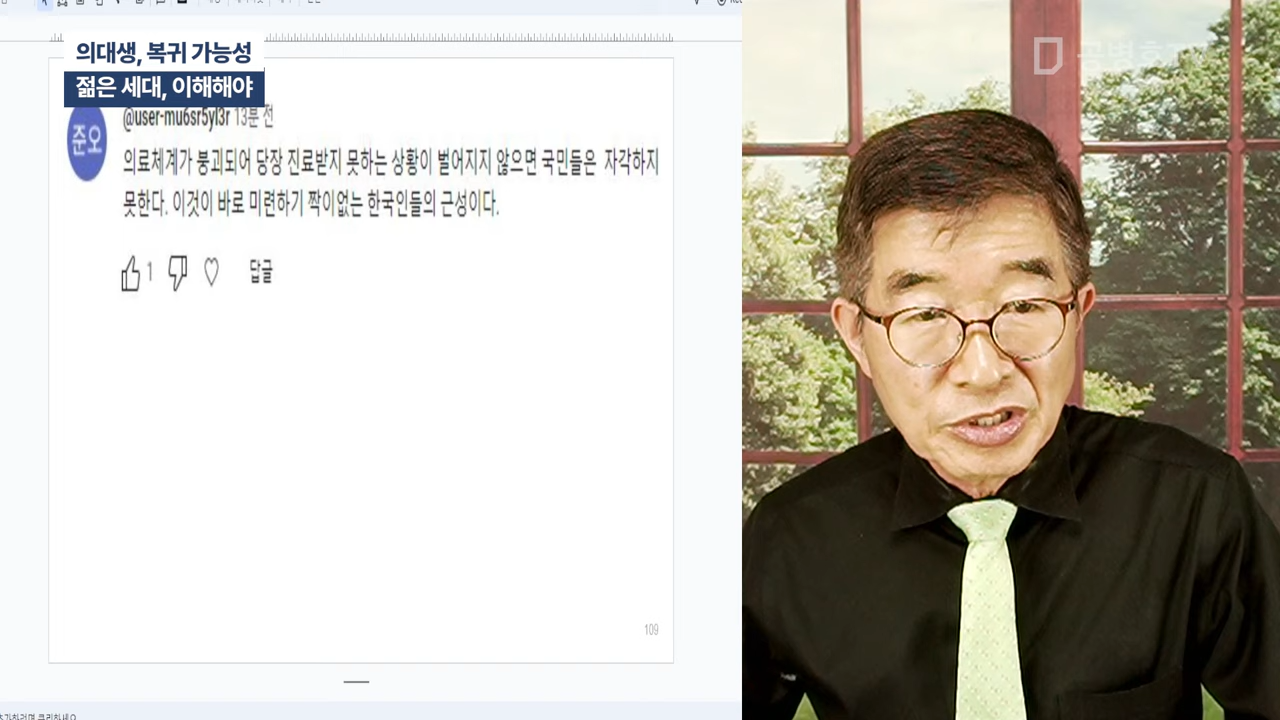 의대생, 복귀 가능성
젊은 세대, 이해해야
준오
@user-mu6sr5yl3r 13분 전
의료체계가 붕괴되어 당장 진료받지 못하는 상황이 벌어지지 않으면 국민들은 자각하지
못한다. 이것이 바로 미련하기 짝이없는 한국인들의 근성이다.
1
답글
109